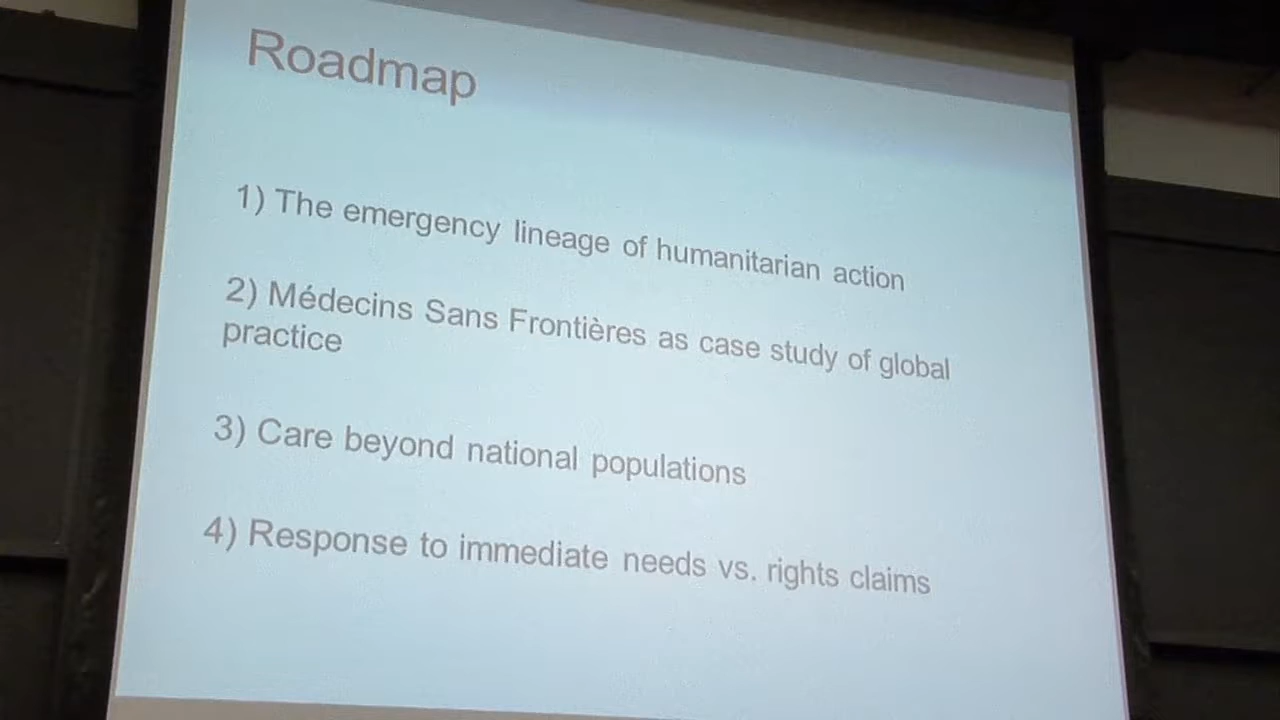 Roadmap
1) The emergency lineage of humanitarian action
2) Médecins Sans Frontières as case study of global
practice
3) Care beyond national populations
4) Response to immediate needs vs. rights claims